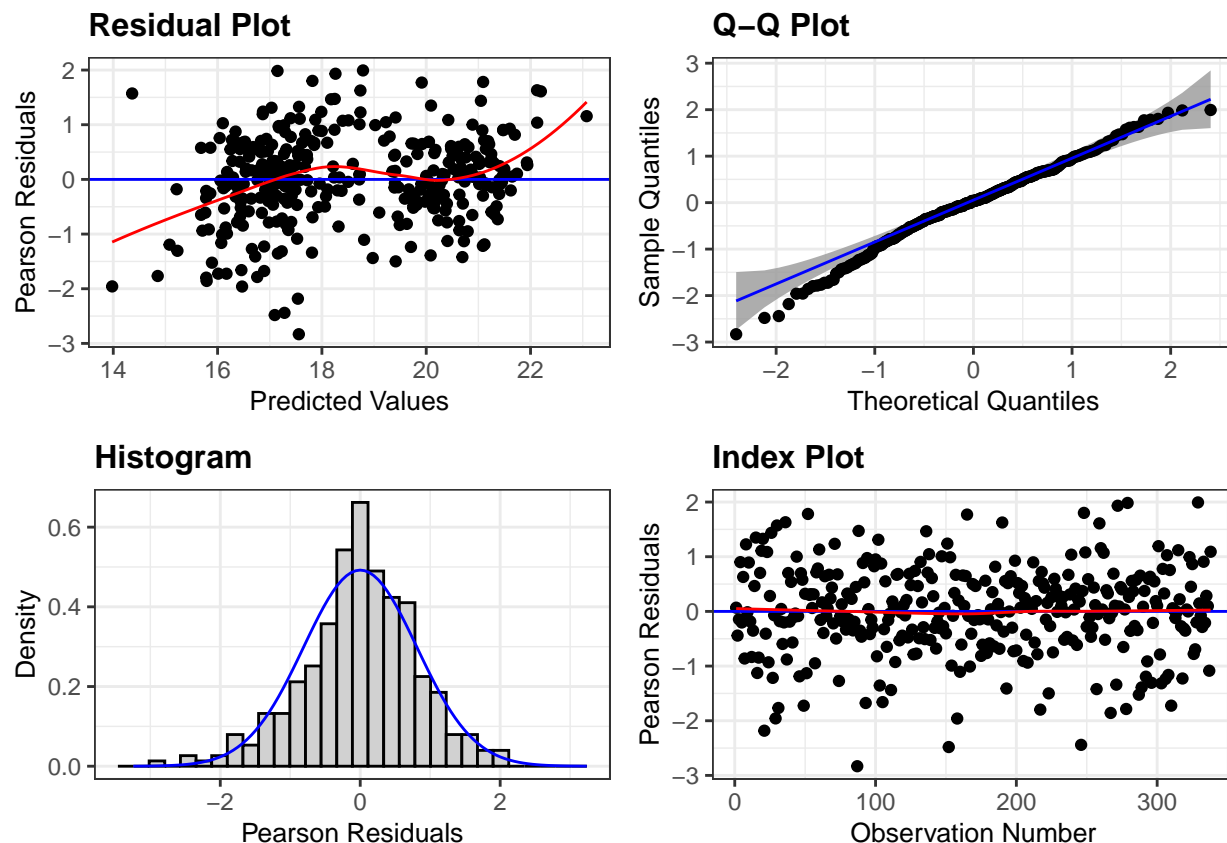 Residual Plot
Pearson Residuals
2
1
0
−1
−2
−3
14 16 18 20 22
Predicted Values
Q−Q Plot
Sample Quantiles
3
2
1
0
−1
−2
−3
−2 −1 0 1 2
Theoretical Quantiles
Histogram
Density
0.6
0.4
0.2
0.0
−2 0 2
Pearson Residuals
Index Plot
Pearson Residuals
2
1
0
−1
−2
−3
0 100 200 300
Observation Number